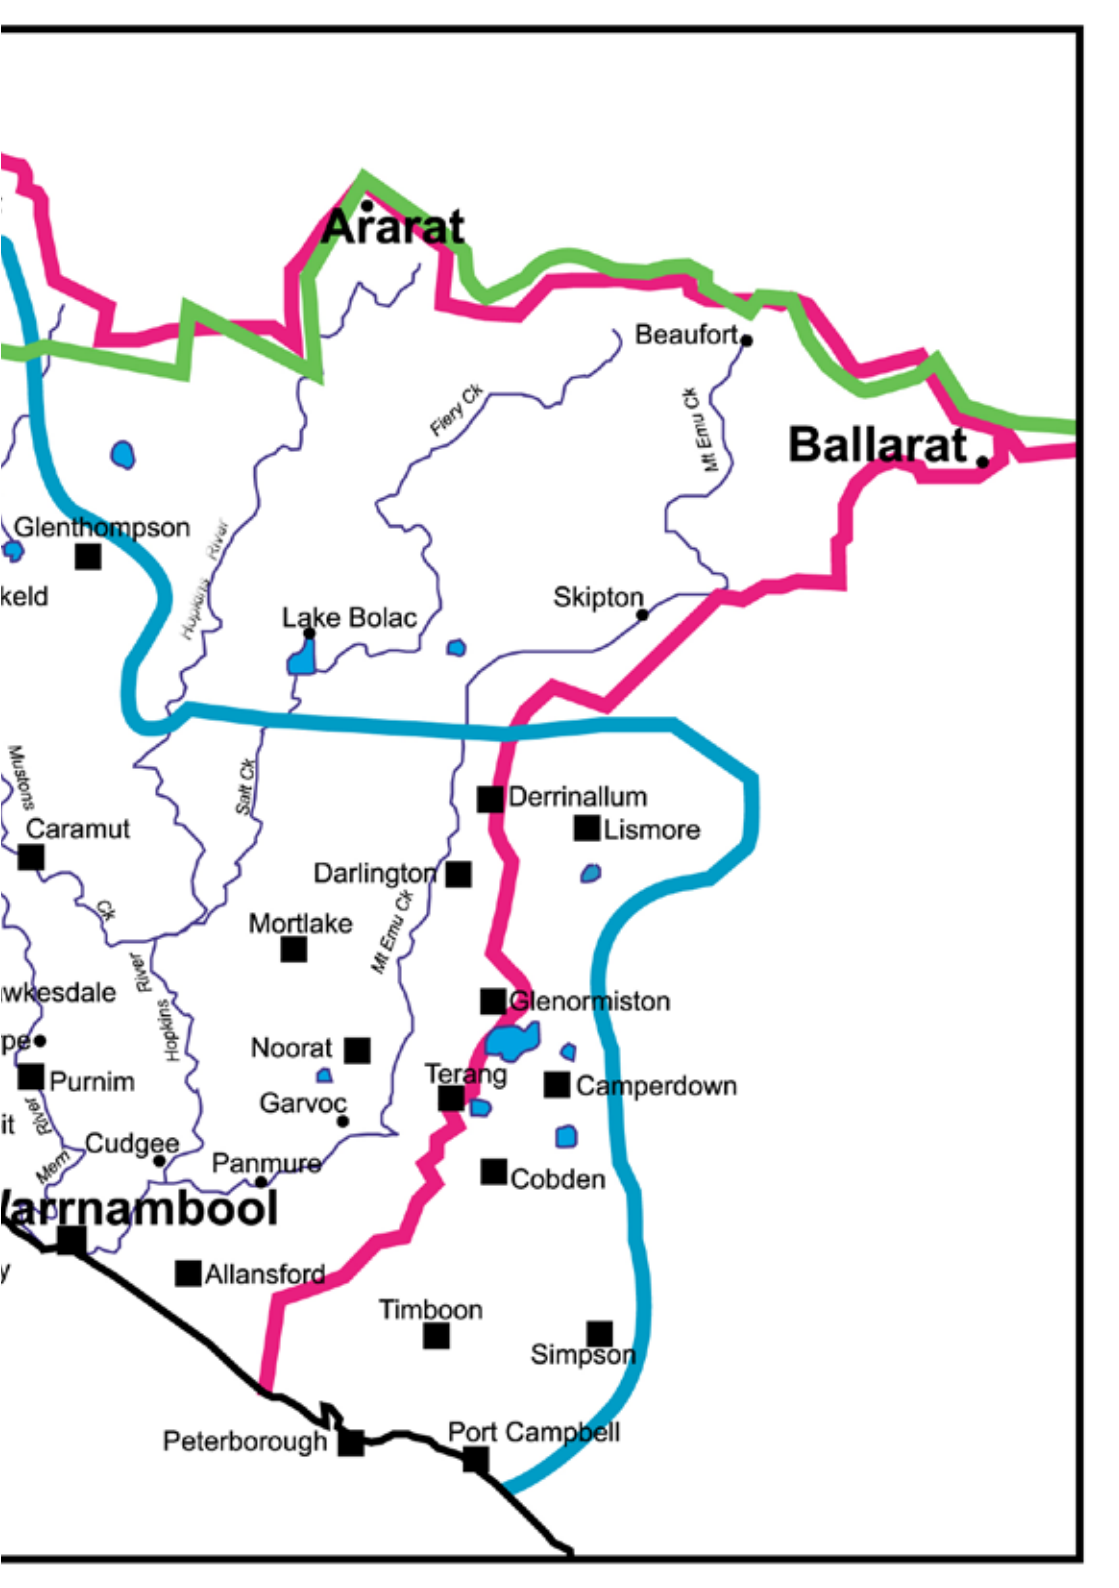 Ararat
Beaufort
Fiery Ck
Mt Emu Ck
Ballarat
Glenthompson
Hopkins River
keld
Skipton
Lake Bolac
Mustons
Salt Ck
Derrinallum
Caramut
Lismore
Darlington
Ck
Mortlake
Mt Emu Ck
River
wkesdale
Glenormiston
Hopkins
pe
Noorat
Terang
Purnim
Camperdown
Garvoc
River
it
Cudgee
Merri
Panmure
Cobden
Warrnambool
y
Allansford
Timboon
Simpson
Port Campbell
Peterborough